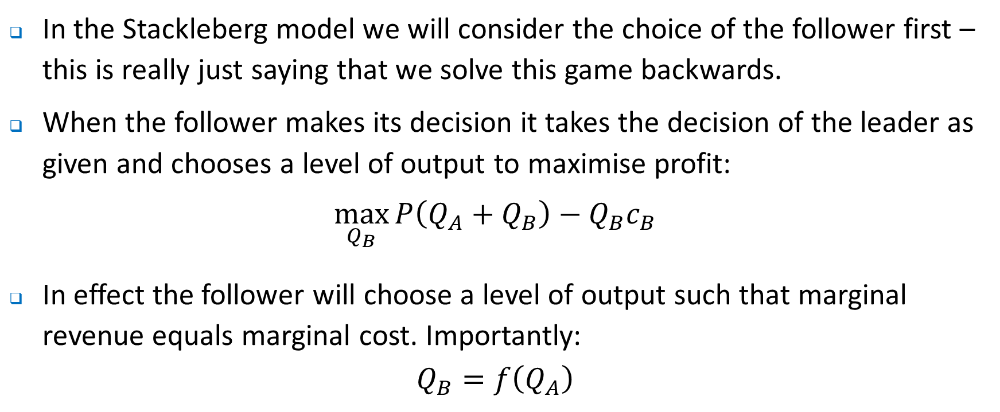 ❑ In the Stackleberg model we will consider the choice of the follower first –
this is really just saying that we solve this game backwards.
❑ When the follower makes its decision it takes the decision of the leader as
given and chooses a level of output to maximise profit:
max P(Q_A + Q_B) − Q_B c_B
Q_B
❑ In effect the follower will choose a level of output such that marginal
revenue equals marginal cost. Importantly:
Q_B = f(Q_A)